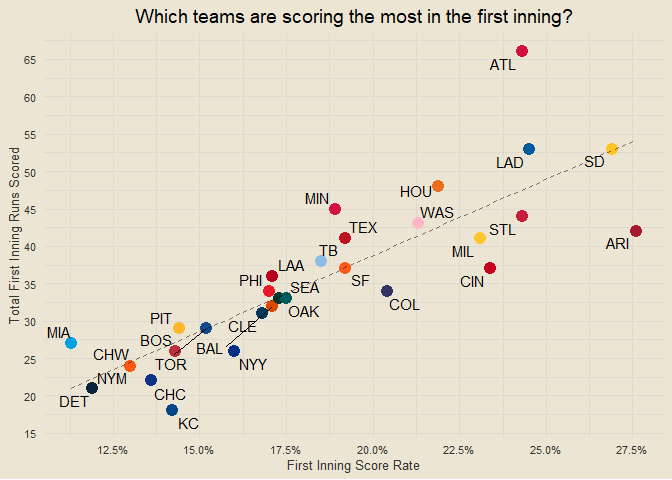 Which teams are scoring the most in the first inning?
Total First Inning Runs Scored
65
60
55
50
45
40
35
30
25
20
15
ATL
LAD
SD
HOU
MIN
WAS
STL
TEX
ARI
MIL
TB
LAA
CIN
PHI
SF
SEA
COL
OAK
PIT
CLE
MIA
BOS
BAL
CHW
TOR
NYY
NYM
CHC
DET
KC
12.5%
15.0%
17.5%
20.0%
22.5%
25.0%
27.5%
First Inning Score Rate